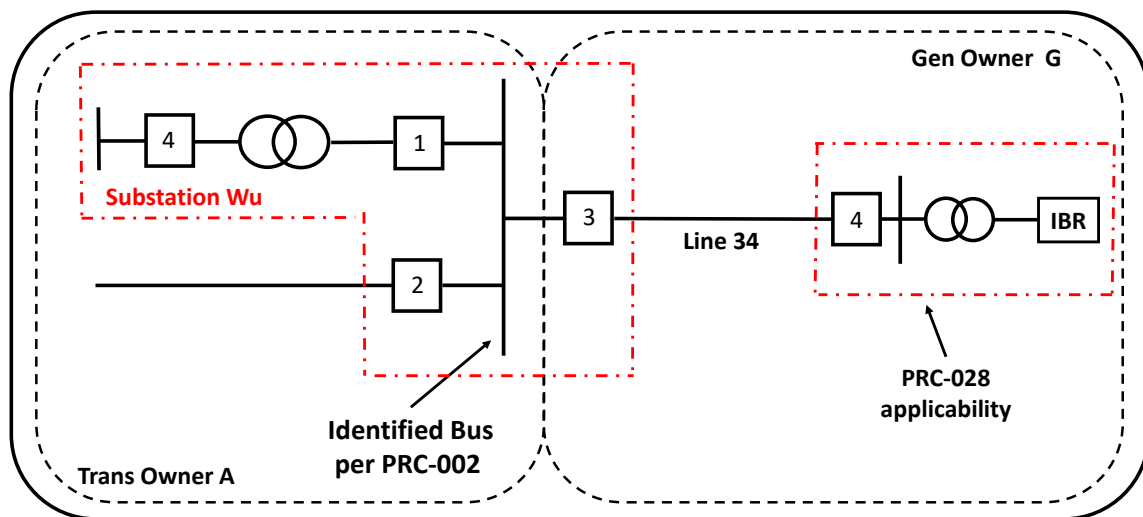 Gen Owner G
4
1
Substation Wu
3
4
IBR
Line 34
2
PRC-028
applicability
Identified Bus
per PRC-002
Trans Owner A